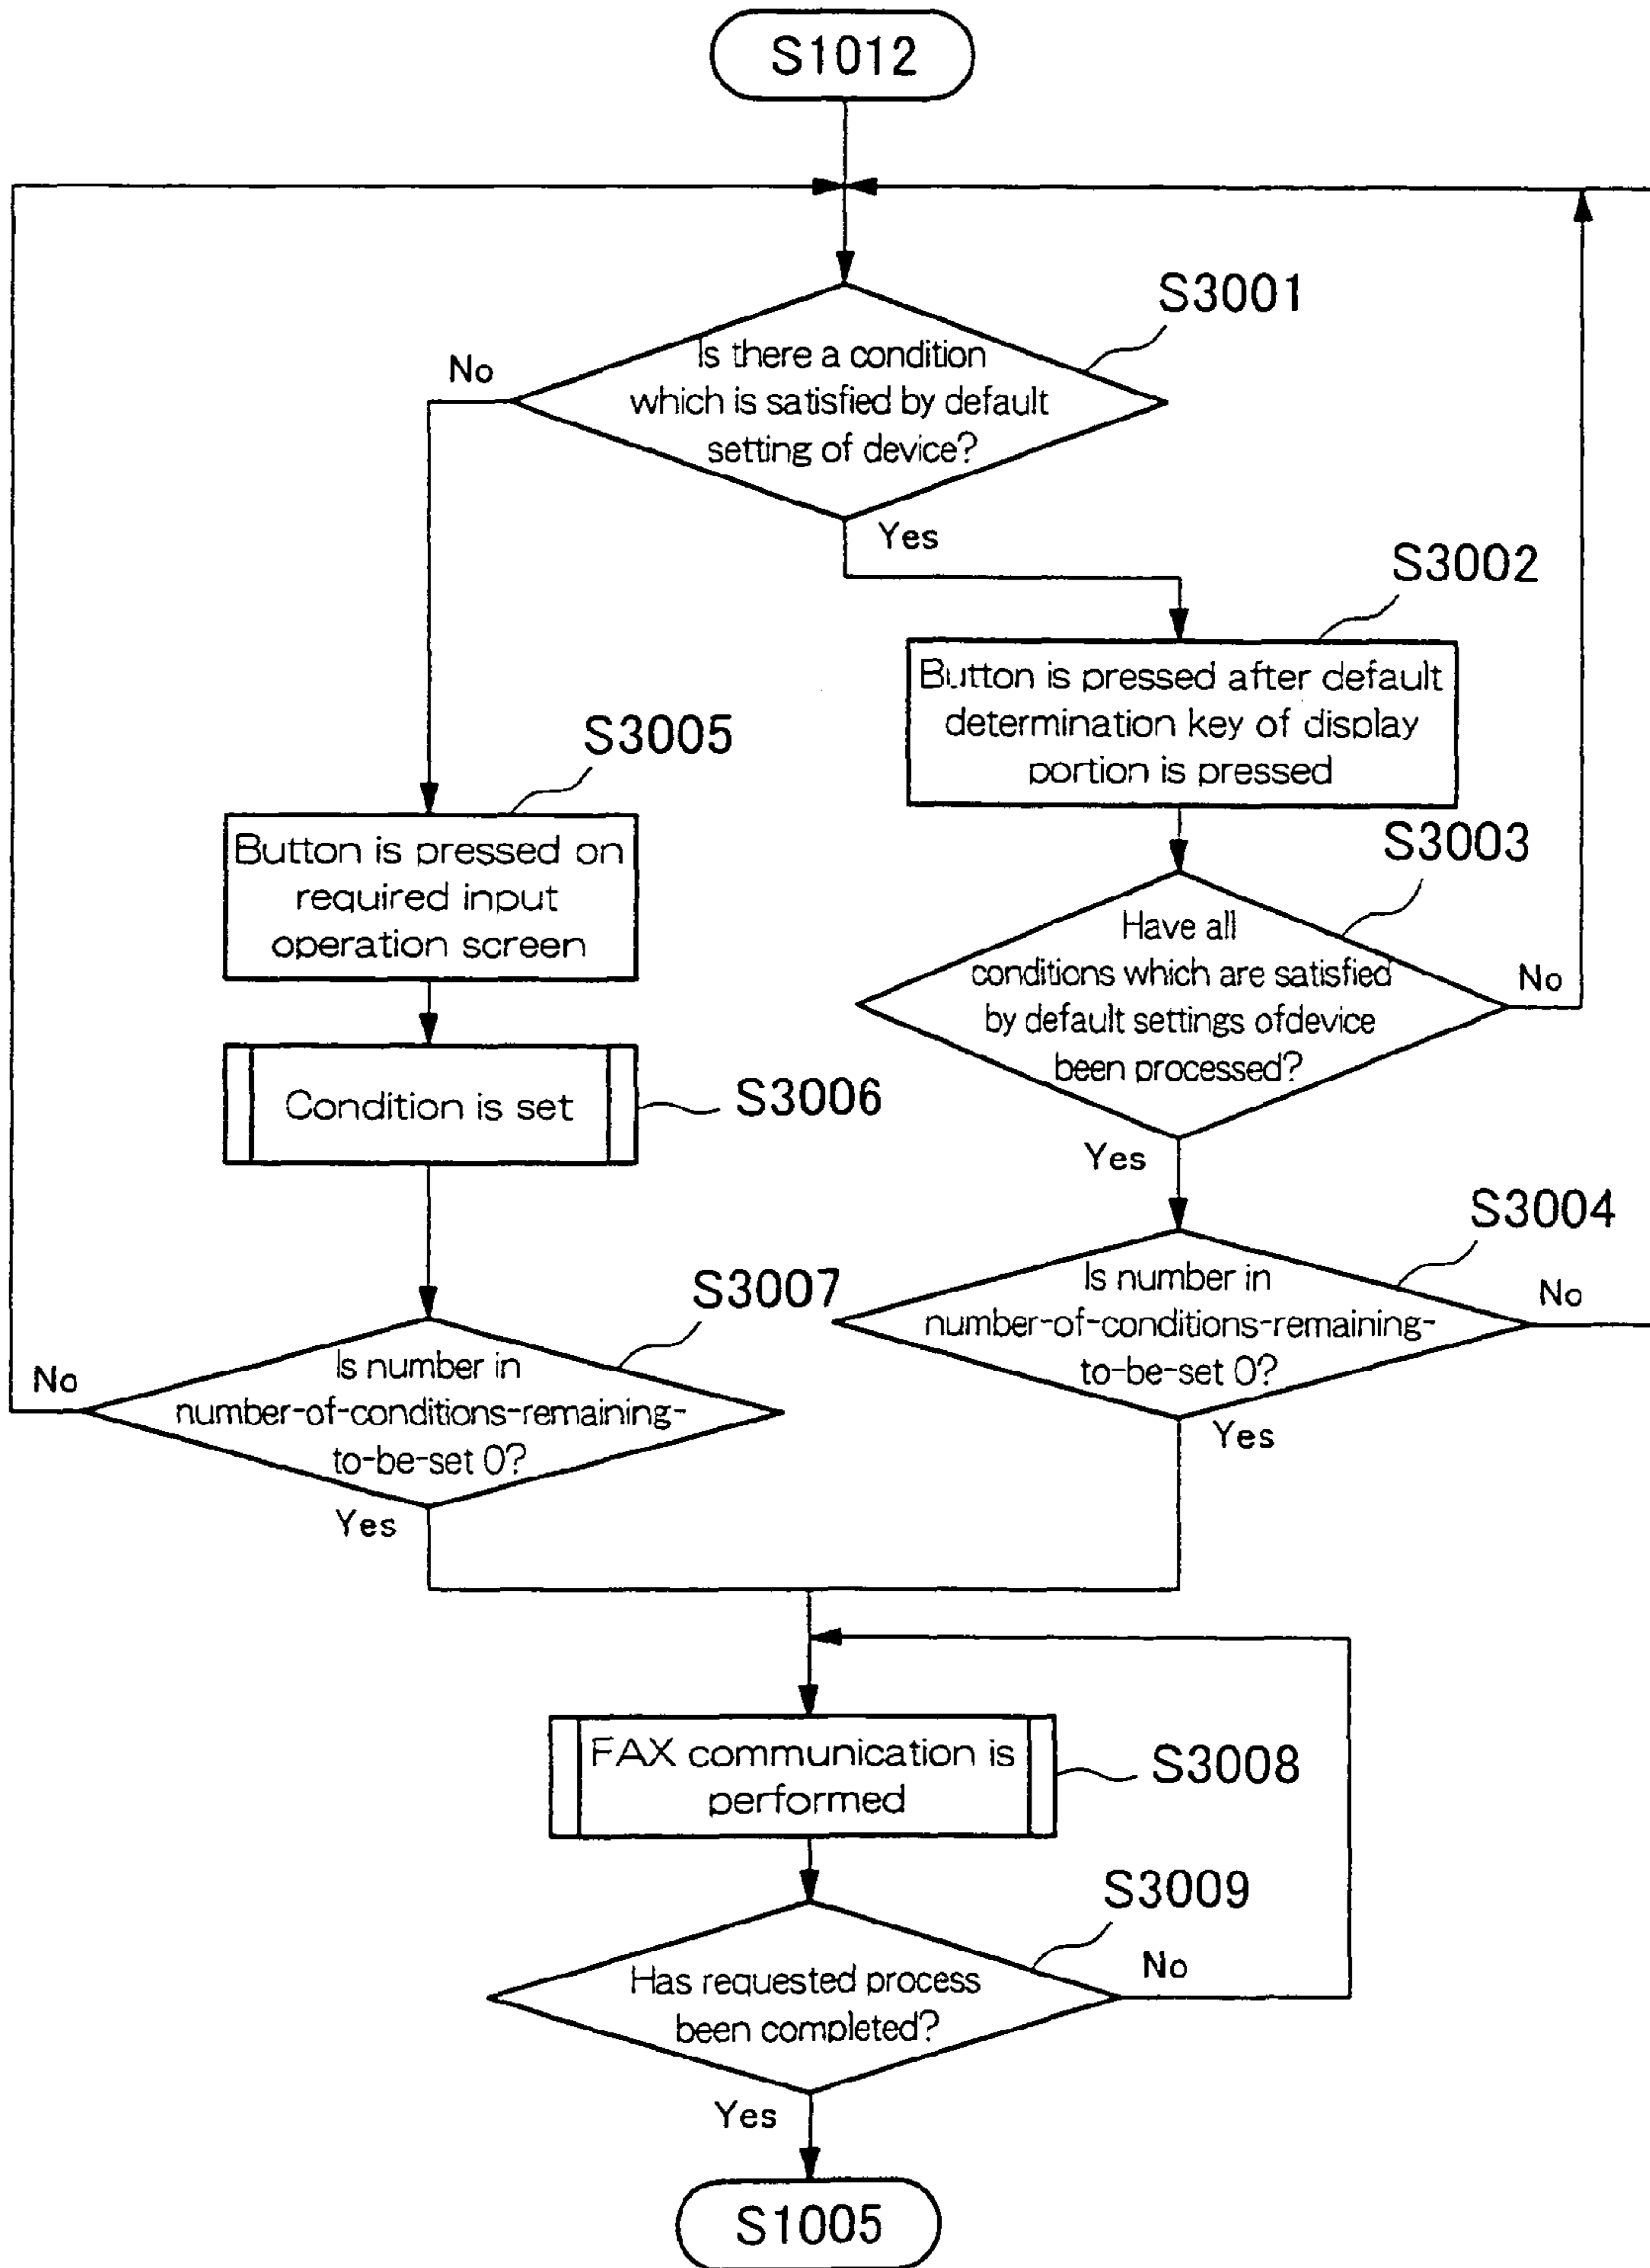 S1012
S3001
No
Is there a condition
which is satisfied by default
setting of device?
Yes
S3002
Button is pressed after default
determination key of display
portion is pressed
S3005
Button is pressed on
required input
operation screen
S3003
Have all
conditions which are satisfied
by default settings ofdevice
been processed?
No
Condition is set
S3006
Yes
S3004
Is number in
number-of-conditions-remaining-
to-be-set 0?
No
S3007
Is number in
number-of-conditions-remaining-
to-be-set 0?
No
Yes
Yes
FAX communication is
performed
S3008
S3009
Has requested process
been completed?
No
Yes
S1005